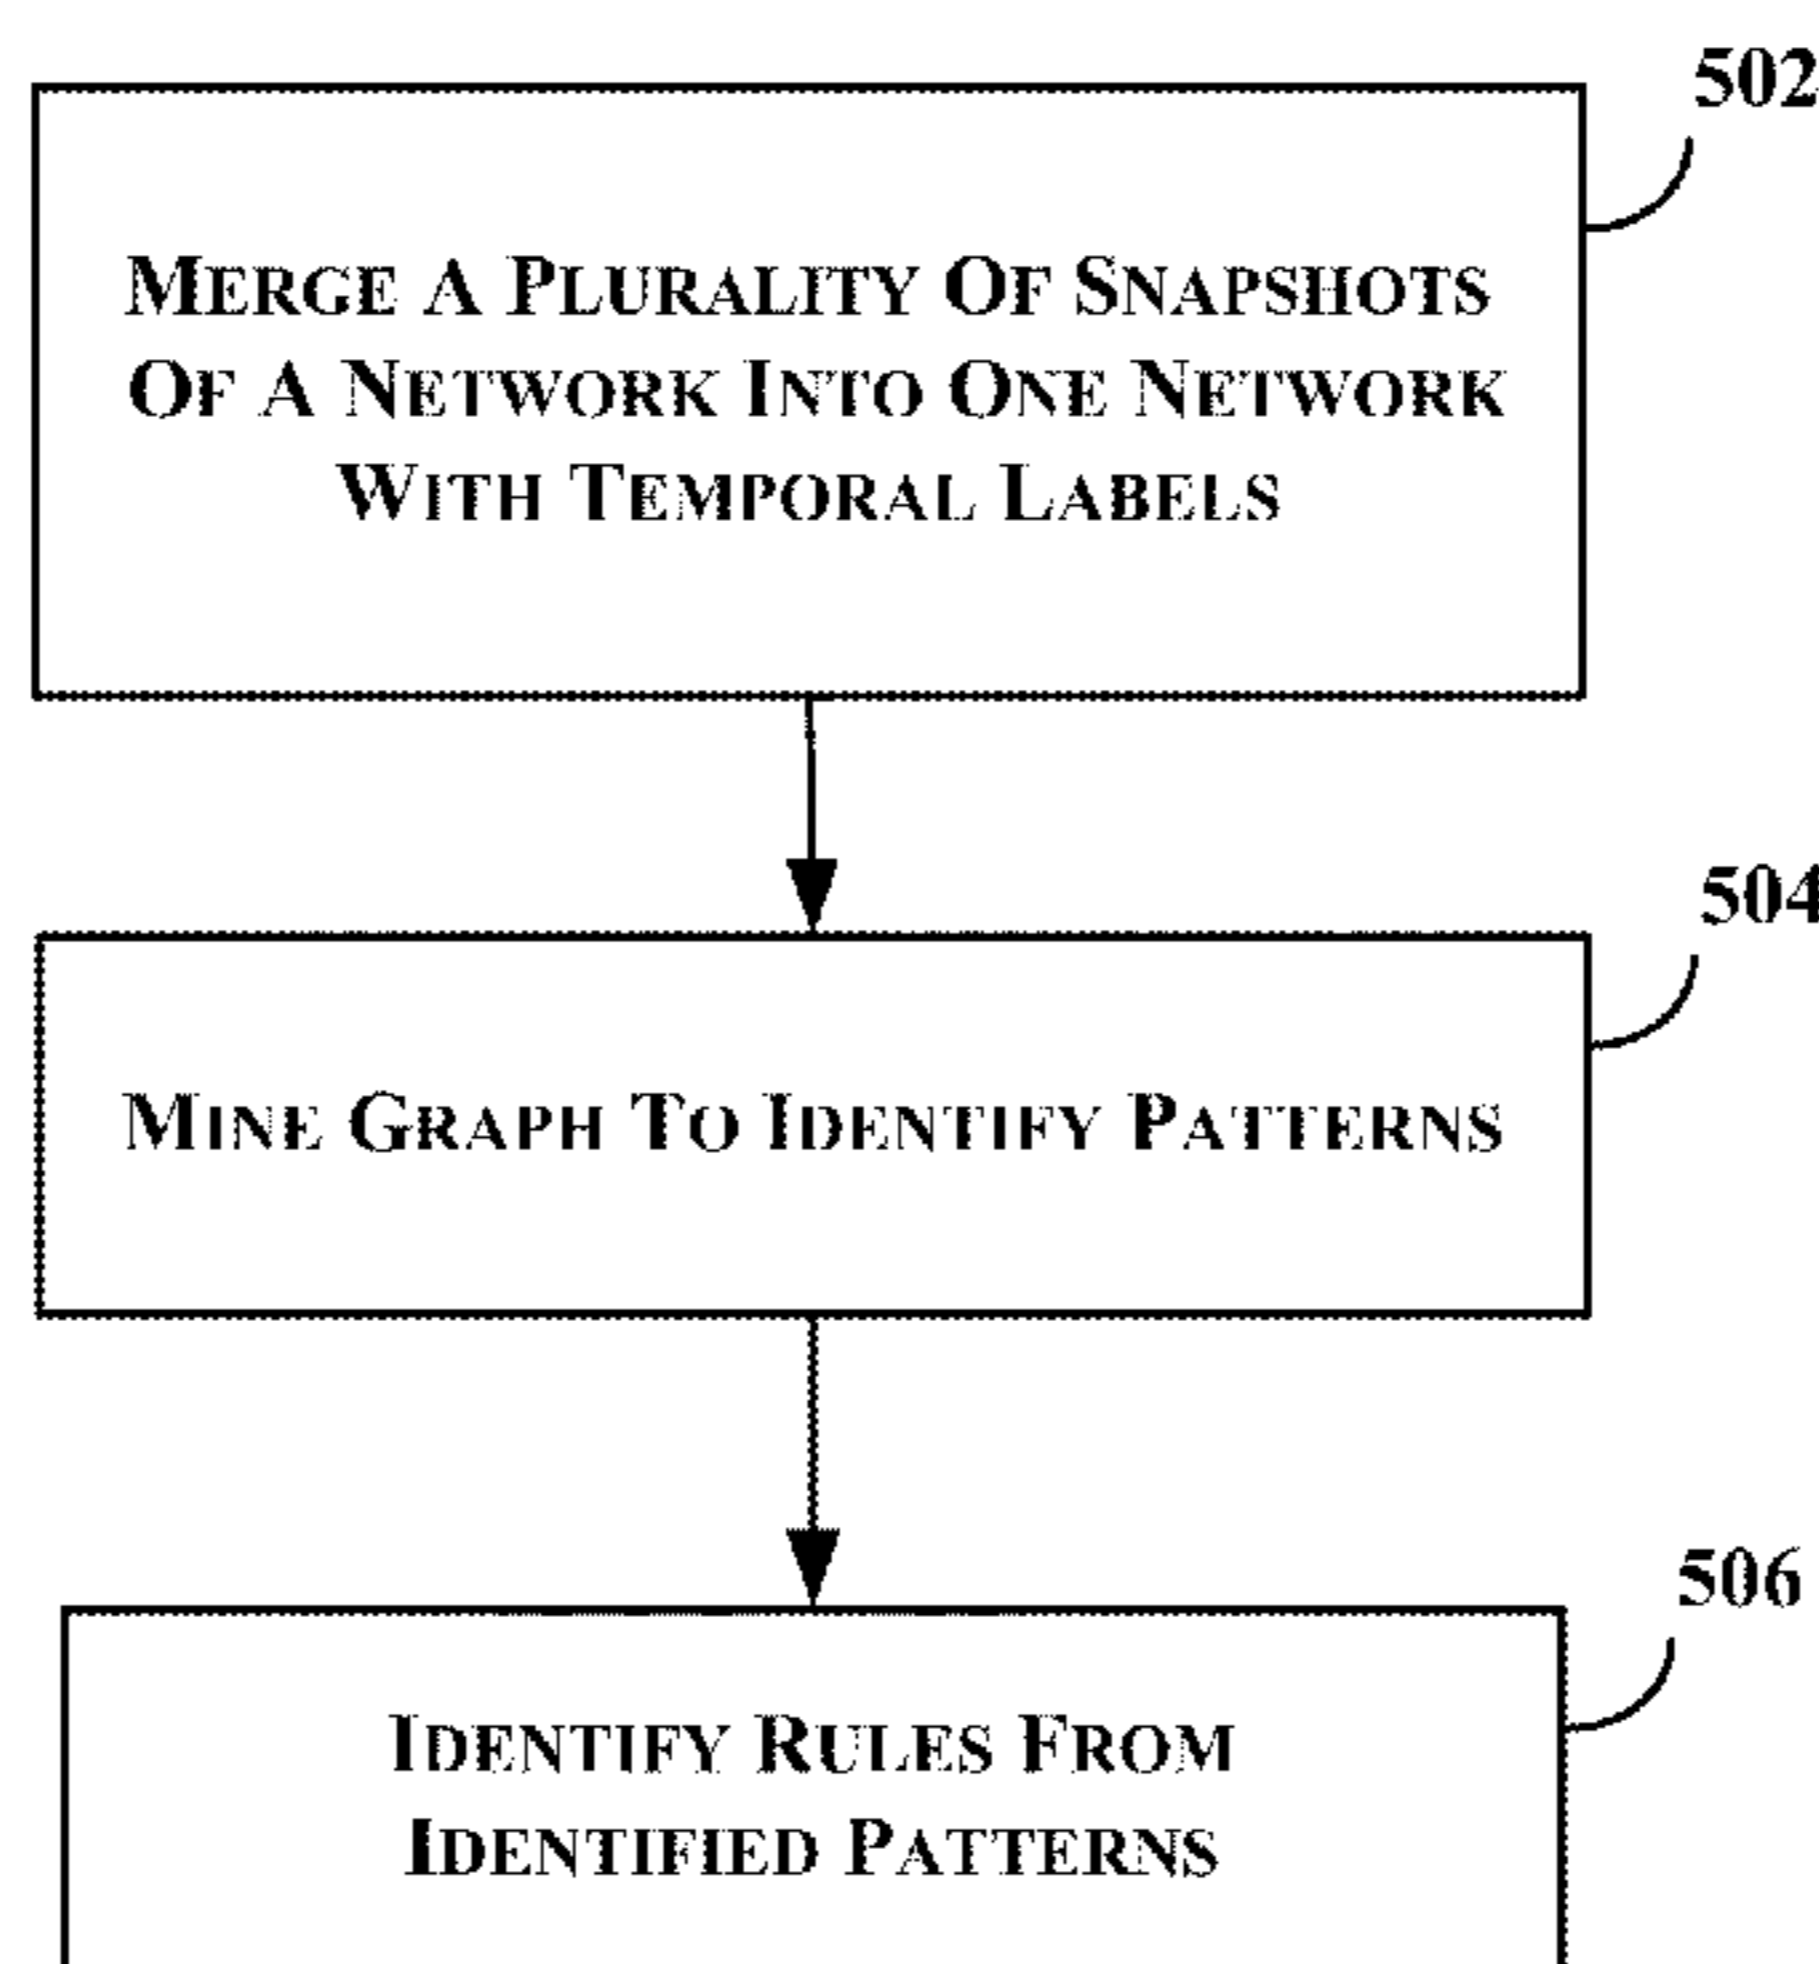 502
MERGE A PLURALITY OF SNAPSHOTS
OF A NETWORK INTO ONE NETWORK
WITH TEMPORAL LABELS
504
MINE GRAPH TO IDENTIFY PATTERNS
506
IDENTIFY RULES FROM
IDENTIFIED PATTERNS